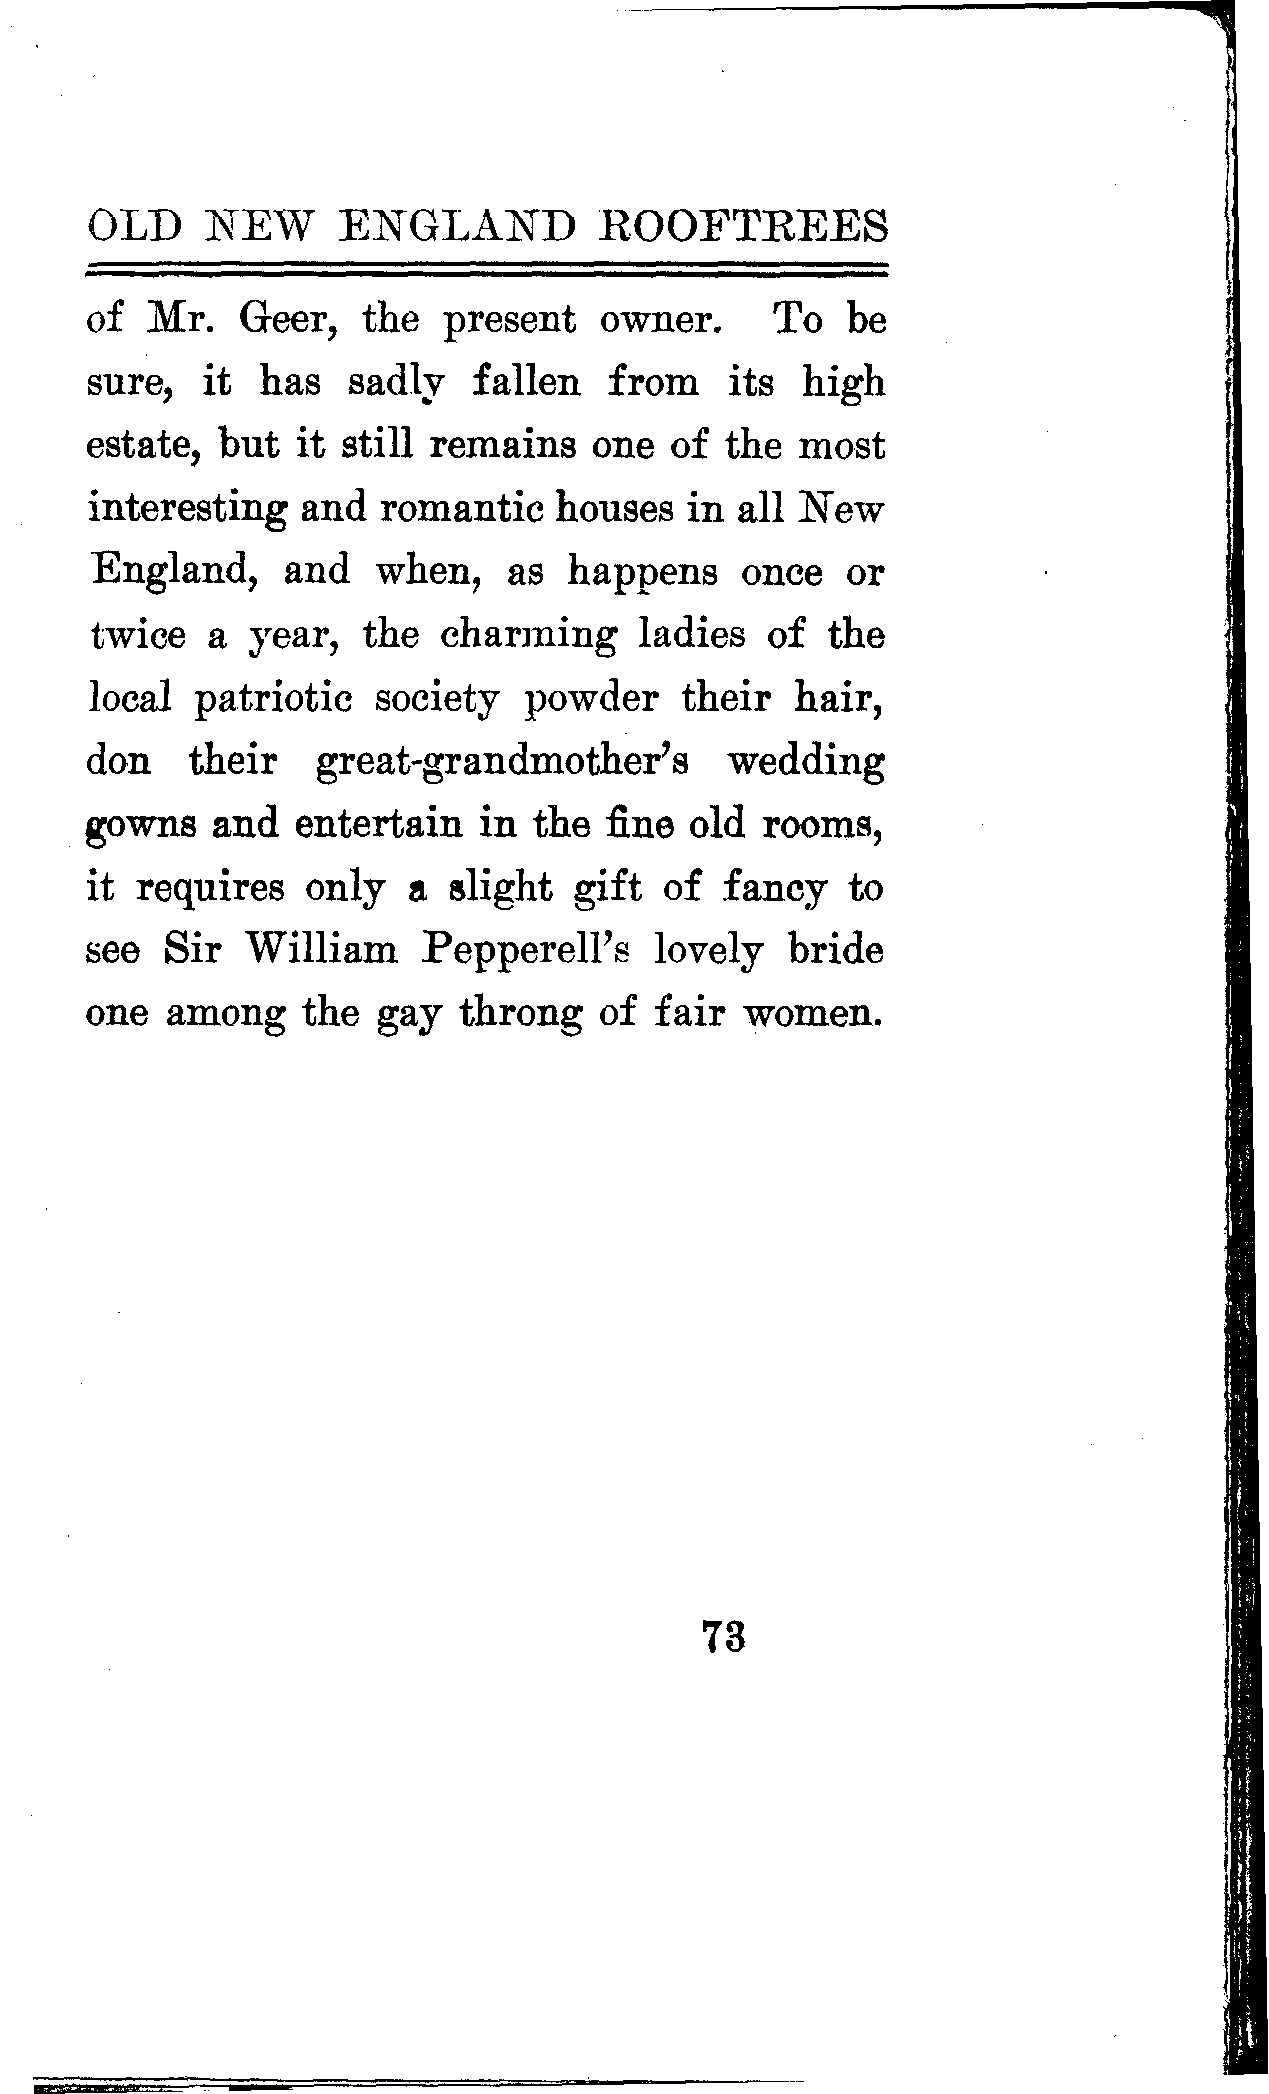 OLD NEW ENGLAND ROOFTREES
of Mr. Geer, the present owner. To be
sure, it has sadly fallen from its high
estate, but it still remains one of the most
interesting and romantic houses in all New
England, and when, as happens once or
twice a year, the charming ladies of the
local patriotic society powder their hair,
don their great-grandmother's wedding
gowns and entertain in the fine old rooms,
it requires only a slight gift of fancy to
see Sir William Pepperell's lovely bride
one among the gay throng of fair women.
73